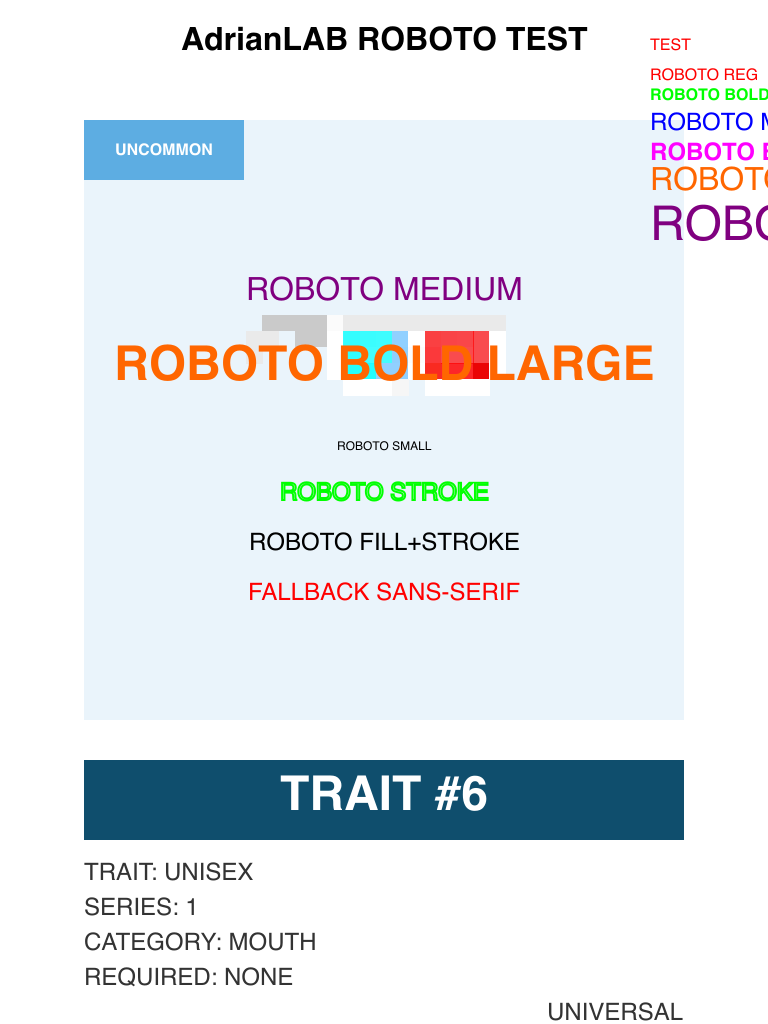 AdrianLAB ROBOTO TEST
TEST
ROBOTO REG
ROBOTO BOLD
ROBOTO
ROBOTO
ROBOTO
UNCOMMON
ROBOTO MEDIUM
ROBOTO BOLD LARGE
ROBOTO SMALL
ROBOTO STROKE
ROBOTO FILL+STROKE
FALLBACK SANS-SERIF
TRAIT #6
TRAIT: UNISEX
SERIES: 1
CATEGORY: MOUTH
REQUIRED: NONE
UNIVERSAL